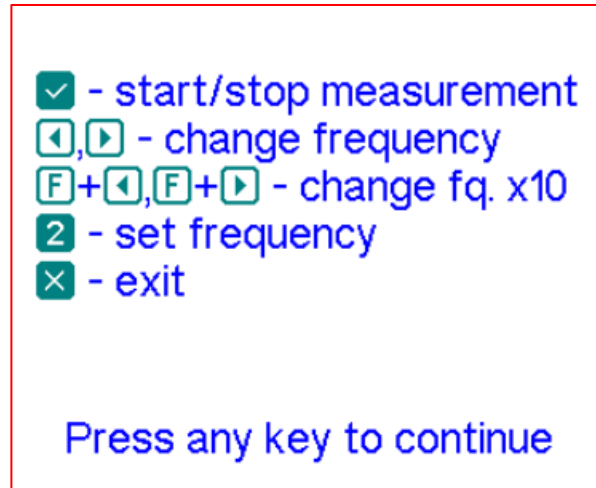 ✓ - start/stop measurement
◀,▶ - change frequency
F+◀,F+▶ - change fq. x10
2 - set frequency
✕ - exit
Press any key to continue